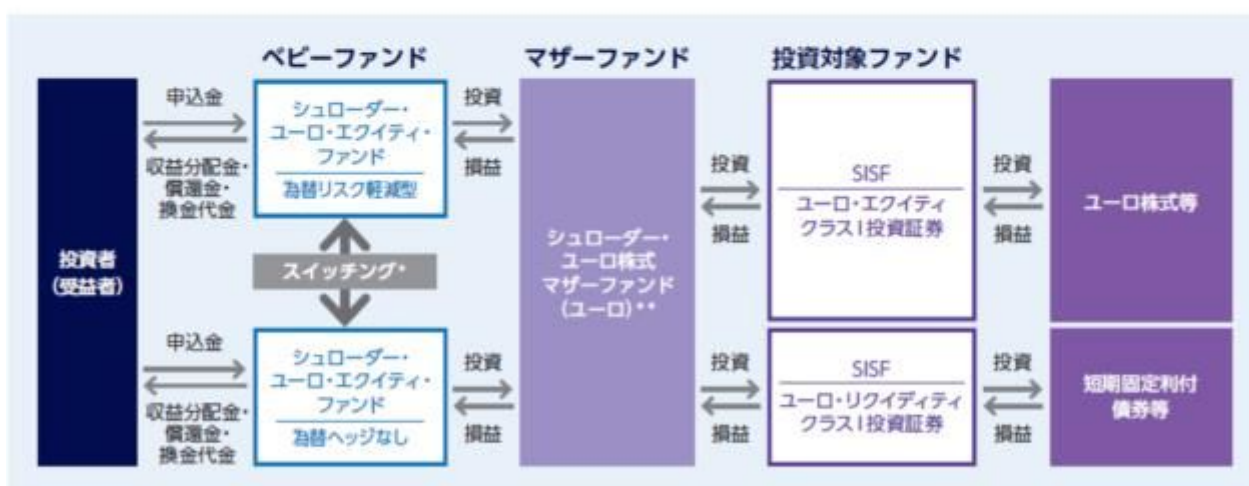 ベビーファンド
マザーファンド
投資対象ファンド
投資者
(受益者)
申込金
収益分配金・
償還金・
換金代金
シュローダー・
ユーロ・エクイティ・
ファンド
為替リスク軽減型
投資
損益
スイッチング*
申込金
収益分配金・
償還金・
換金代金
シュローダー・
ユーロ・エクイティ・
ファンド
為替ヘッジなし
投資
損益
シュローダー・
ユーロ株式
マザーファンド
(ユーロ)**
投資
損益
SISF
ユーロ・エクイティ
クラスI投資証券
投資
損益
ユーロ株式等
投資
損益
SISF
ユーロ・リクイディティ
クラスI投資証券
投資
損益
短期固定利付
債券等